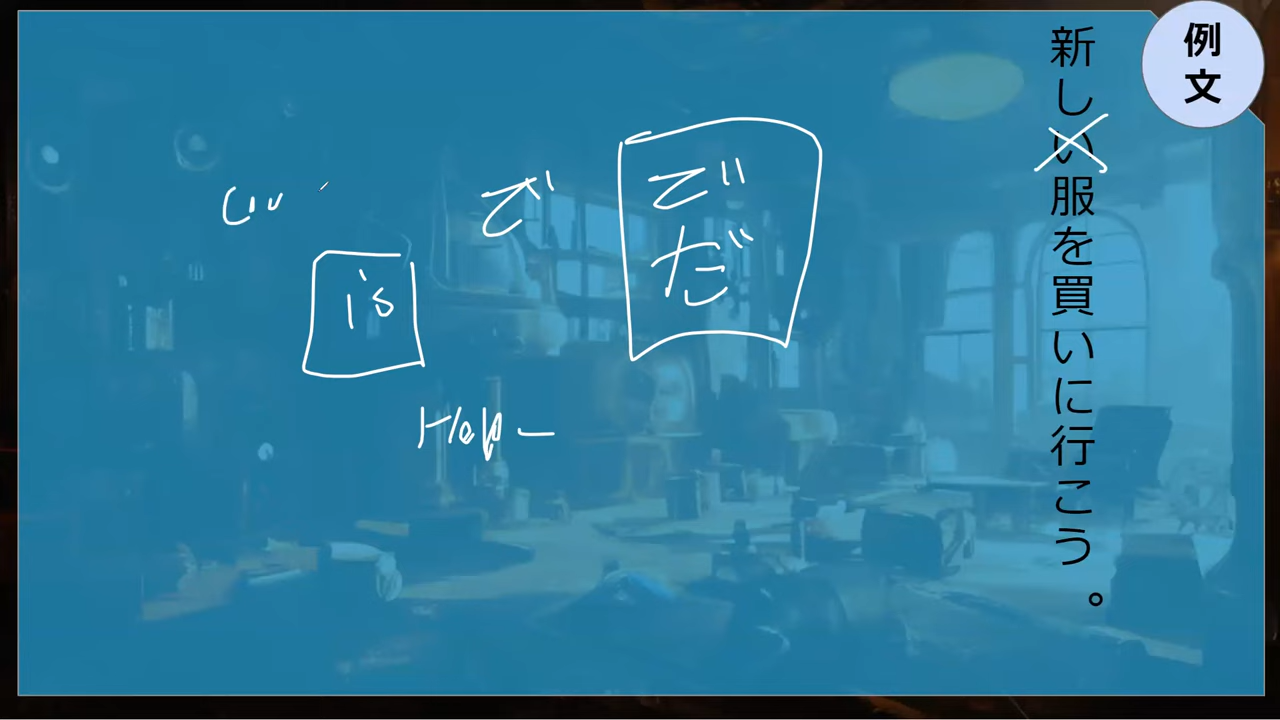 例文
新しい服を買いに行こう。
で
だ
で
is